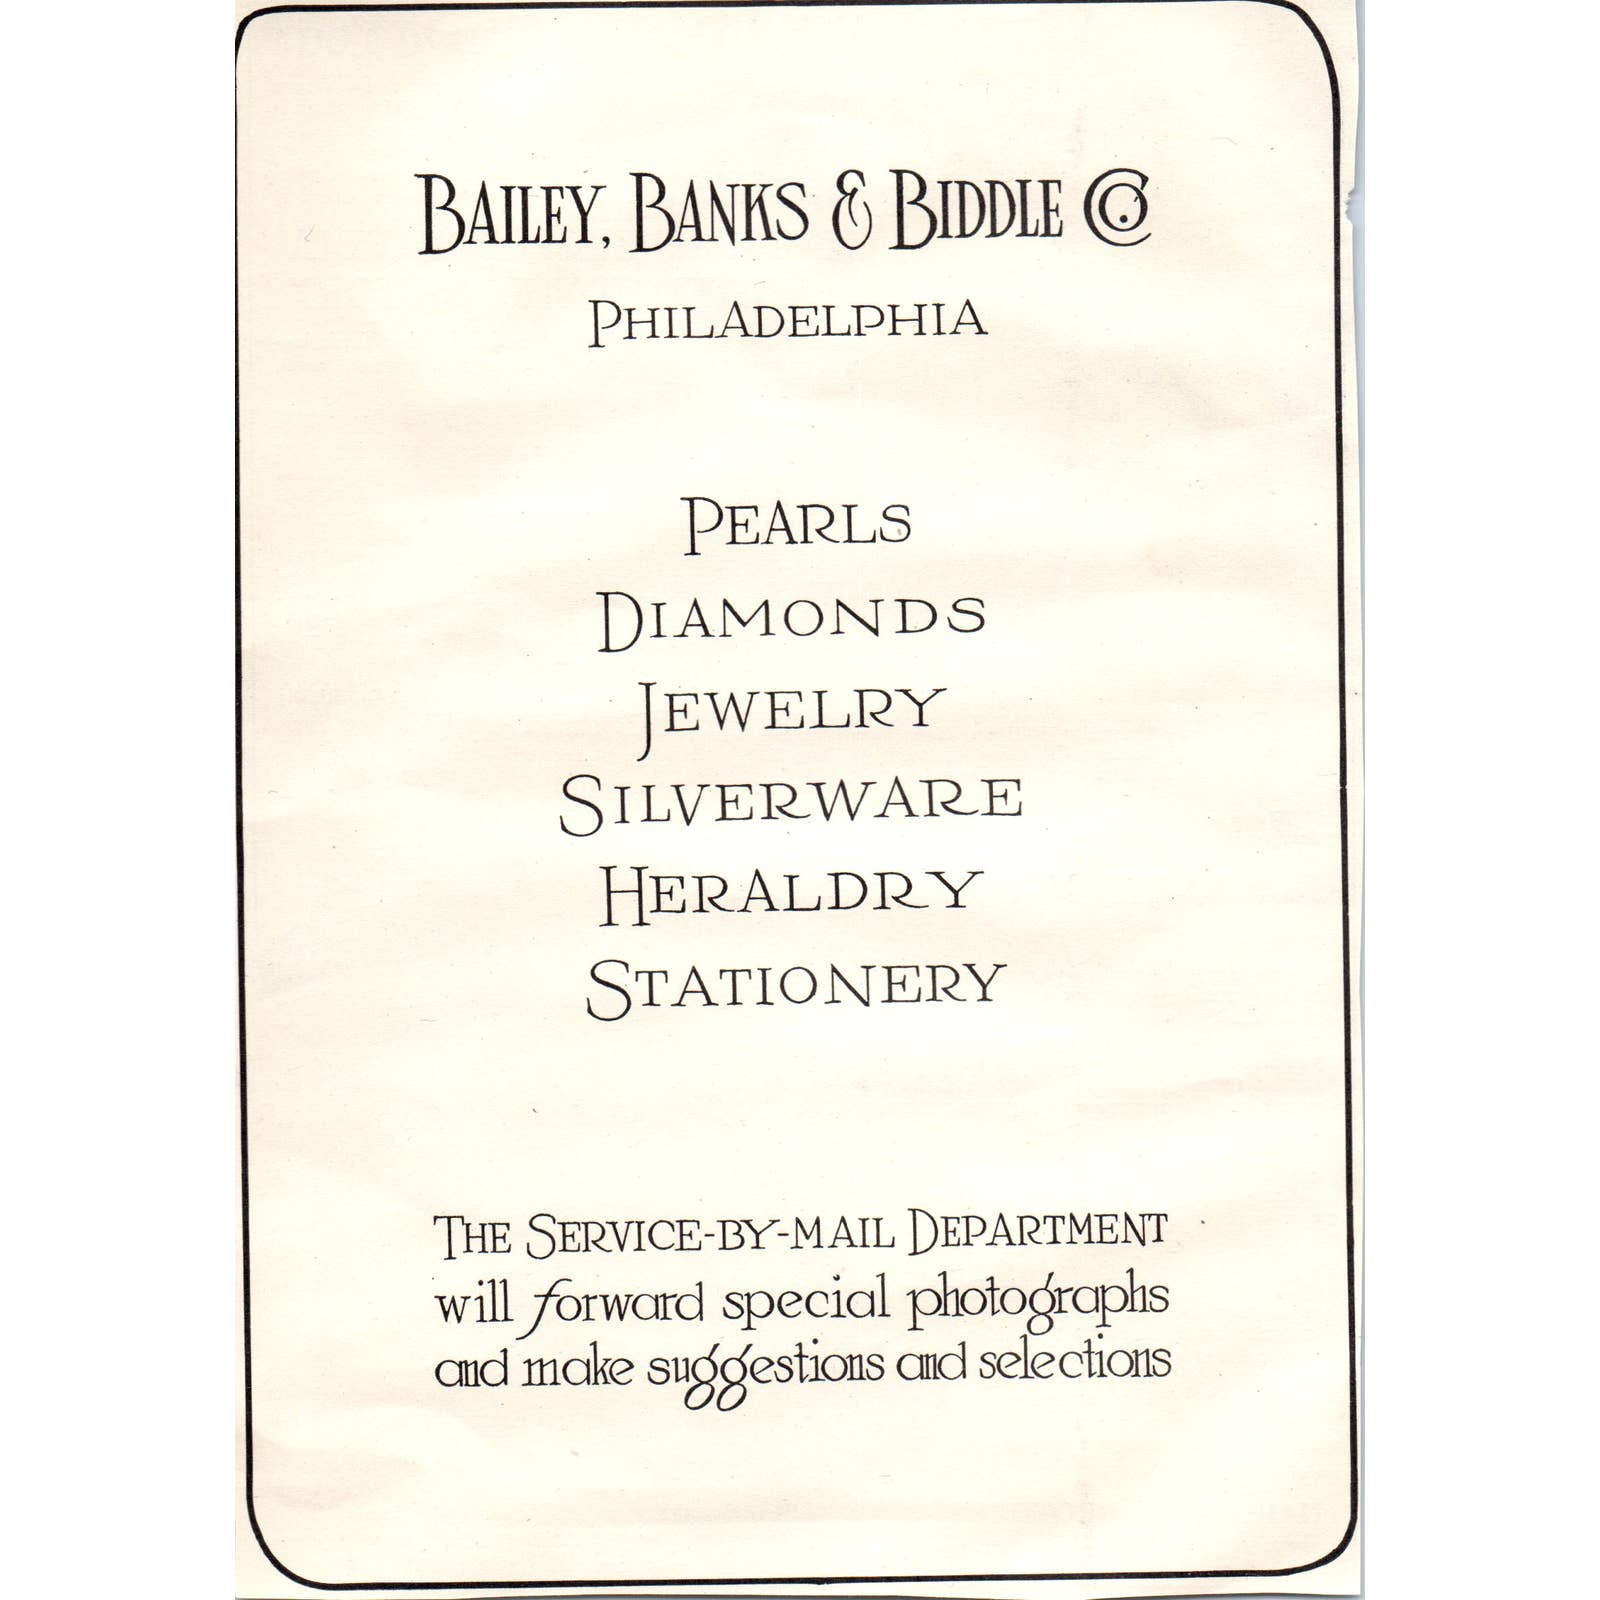 BAILEY, BANKS & BIDDLE CO.
PHILADELPHIA
PEARLS
DIAMONDS
JEWELRY
SILVERWARE
HERALDRY
STATIONERY
THE SERVICE-BY-MAIL DEPARTMENT
will forward special photographs
and make suggestions and selections